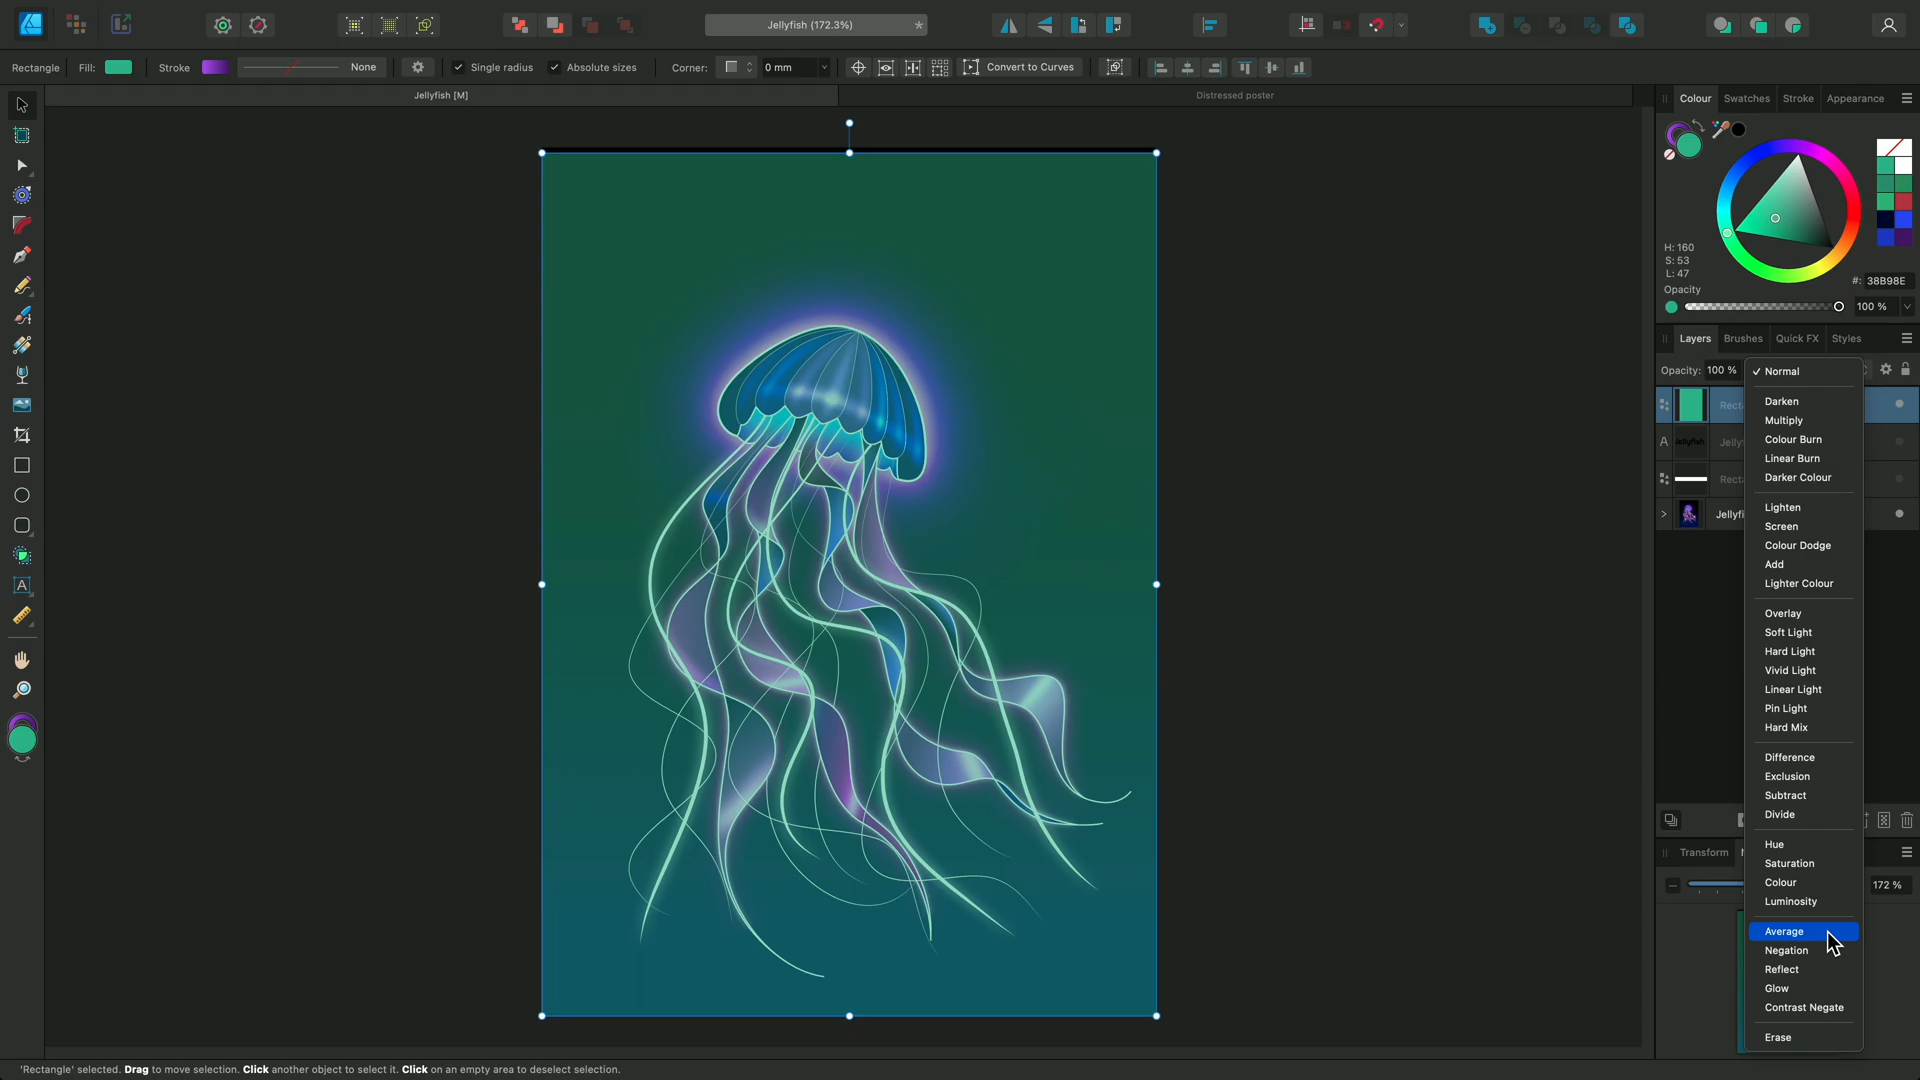 Jellyfish (172.3%) *
Rectangle Fill: Stroke None Single radius Absolute sizes Corner: 0 mm Convert to Curves
Jellyfish [M] Distressed poster
Colour Swatches Stroke Appearance
H: 160
S: 53
L: 47
#: 38B98E
Opacity
100 %
Layers Brushes Quick FX Styles
Opacity: 100 %
Normal
Darken
Multiply
Colour Burn
Linear Burn
Darker Colour
Lighten
Screen
Colour Dodge
Add
Lighter Colour
Overlay
Soft Light
Hard Light
Vivid Light
Linear Light
Pin Light
Hard Mix
Difference
Exclusion
Subtract
Divide
Hue
Saturation
Colour
Luminosity
Average
Negation
Reflect
Glow
Contrast Negate
Erase
Recta
A Jellyfish Jelly
Recta
Jellyfi
Transform
172 %
A
'Rectangle' selected. Drag to move selection. Click another object to select it. Click on an empty area to deselect selection.